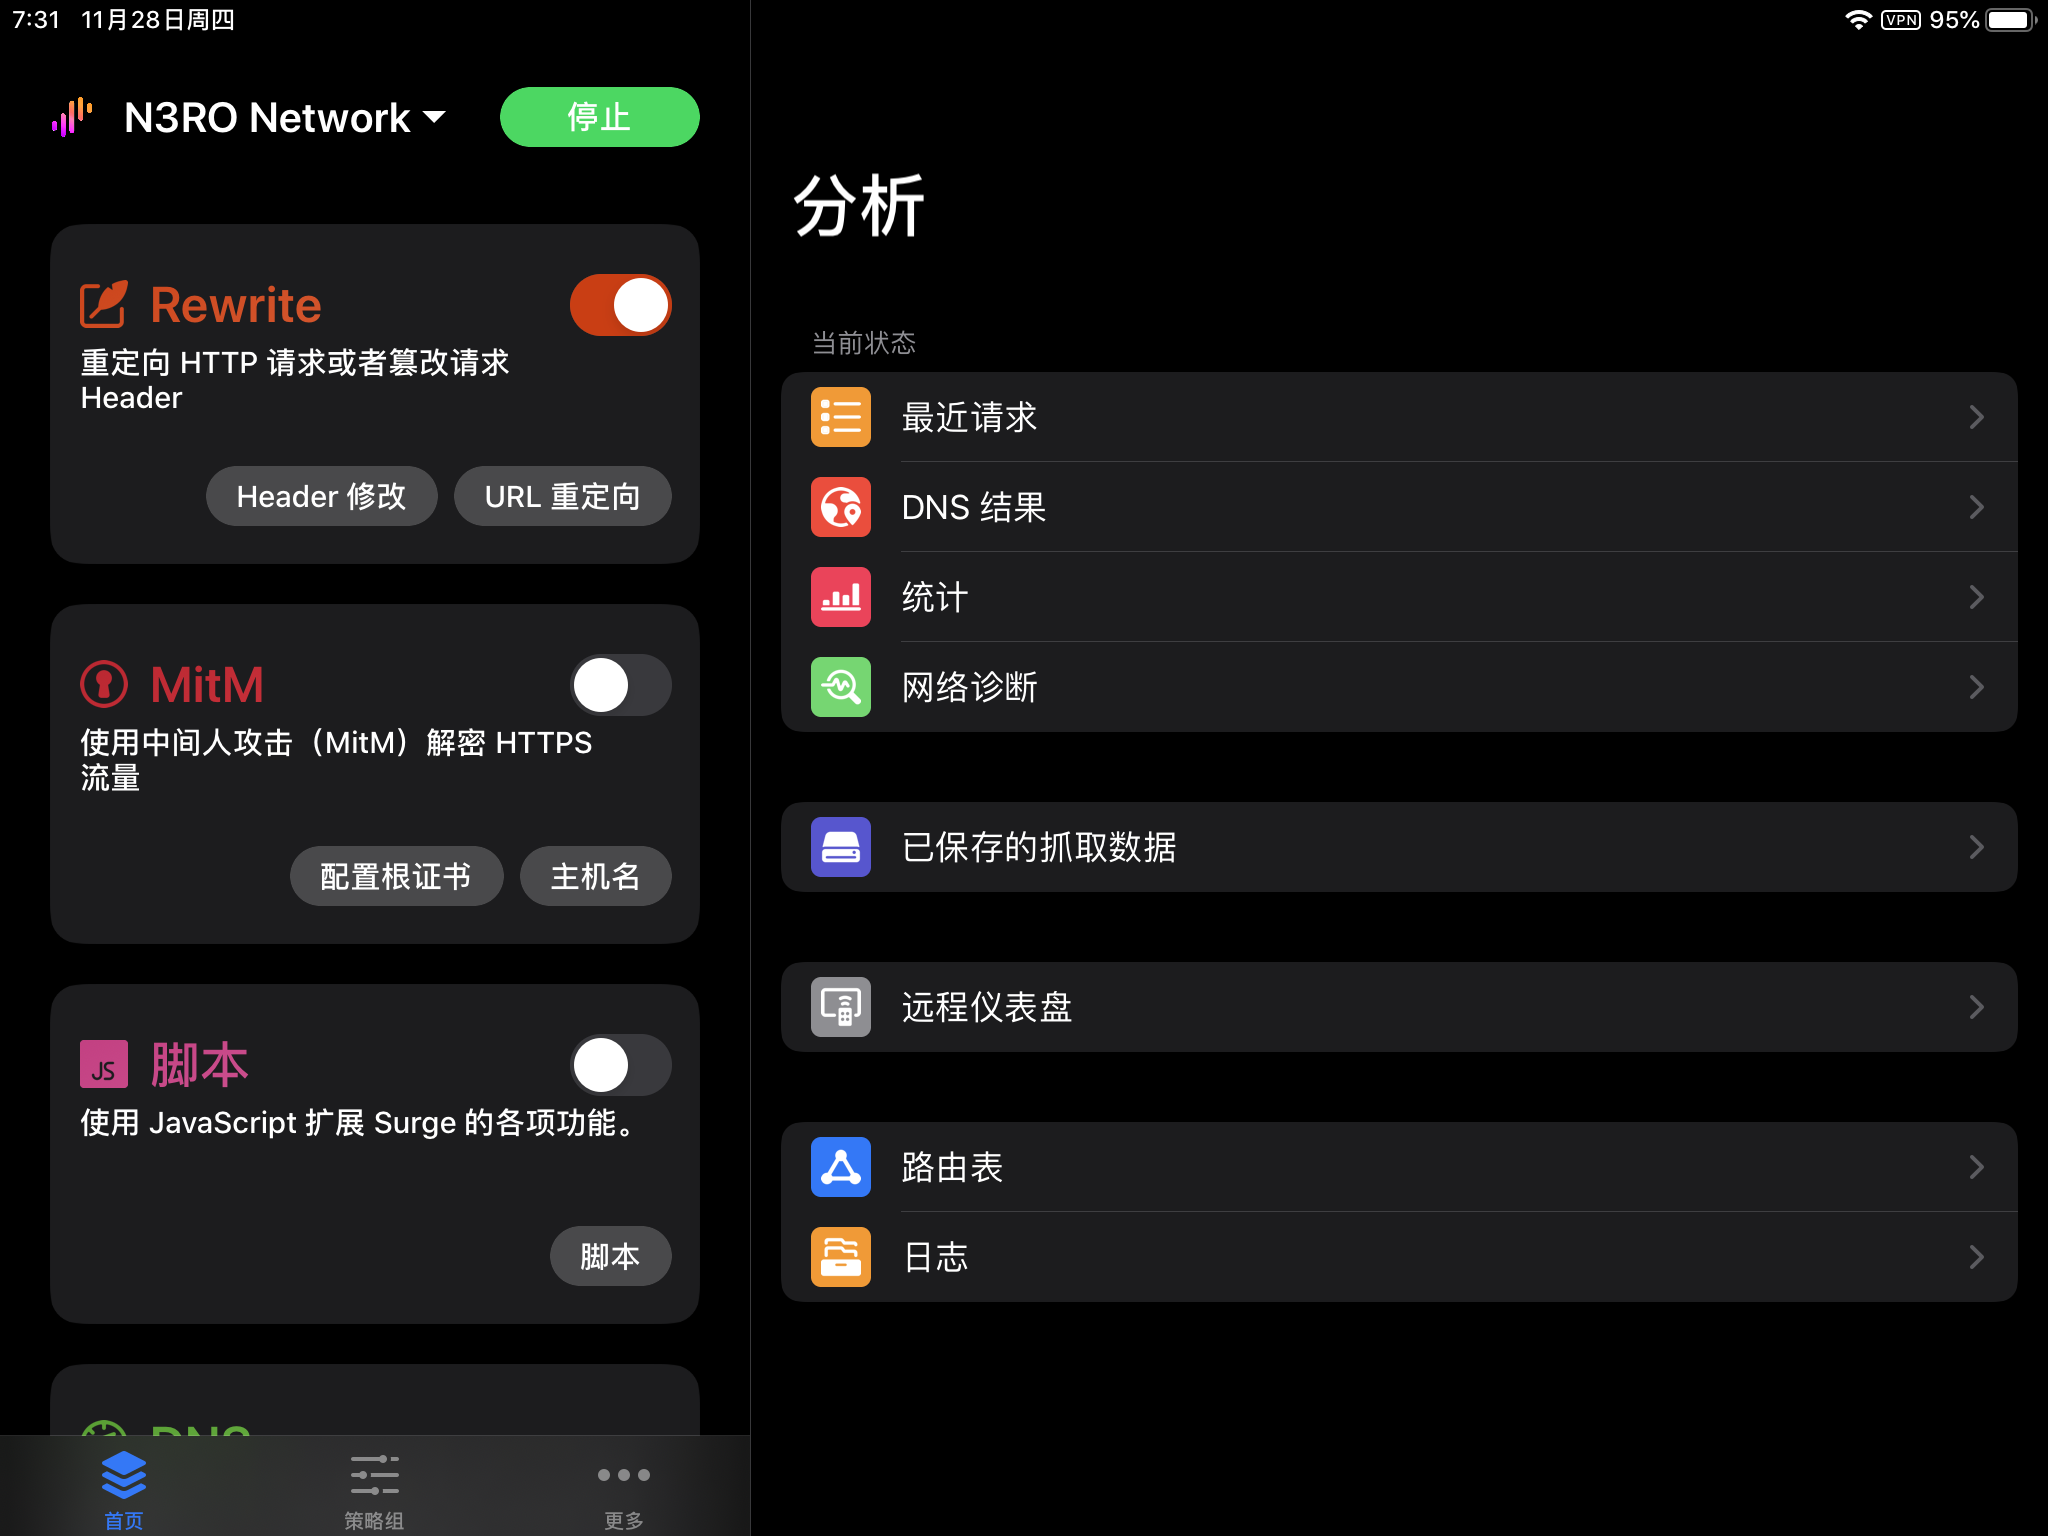 7:31 11月28日周四
VPN 95%
N3RO Network
停止
Rewrite
重定向 HTTP 请求或者篡改请求
Header
Header 修改
URL 重定向
MitM
使用中间人攻击（MitM）解密 HTTPS
流量
配置根证书
主机名
JS
脚本
使用 JavaScript 扩展 Surge 的各项功能。
脚本
DNS
首页
策略组
更多
分析
当前状态
最近请求
DNS 结果
统计
网络诊断
已保存的抓取数据
远程仪表盘
路由表
日志